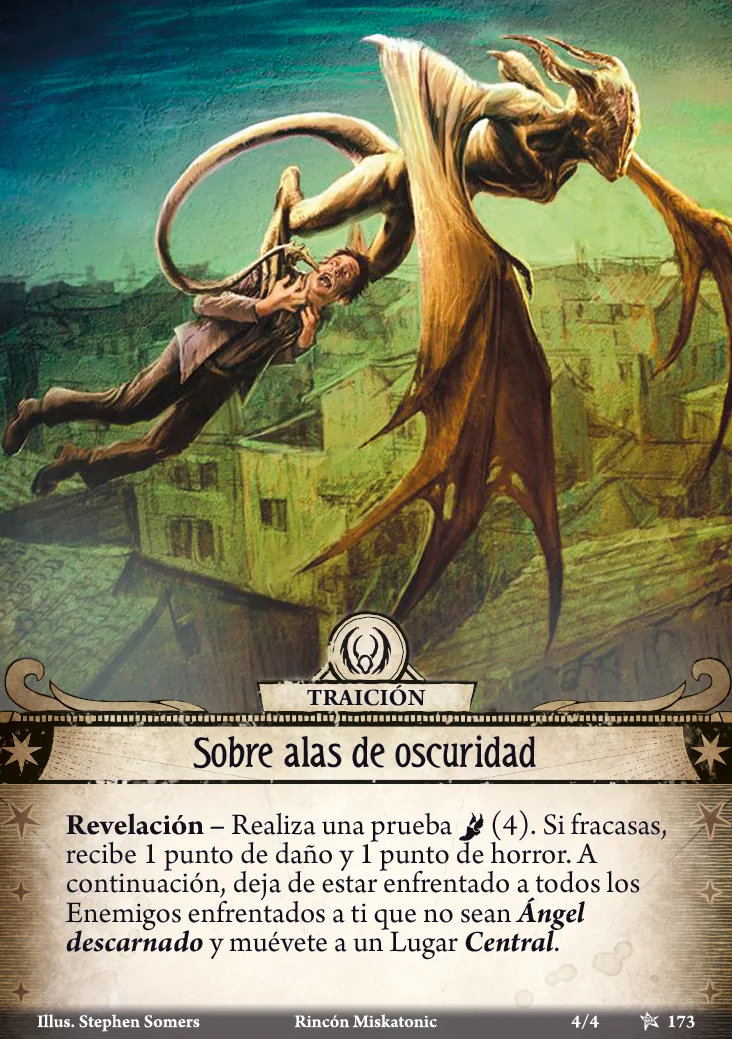 TRAICIÓN
Sobre alas de oscuridad
Revelación – Realiza una prueba (4). Si fracasas,
recibe 1 punto de daño y 1 punto de horror. A
continuación, deja de estar enfrentado a todos los
Enemigos enfrentados a ti que no sean Ángel
descarnado y muévete a un Lugar Central.
Illus. Stephen Somers Rincón Miskatonic 4/4 173